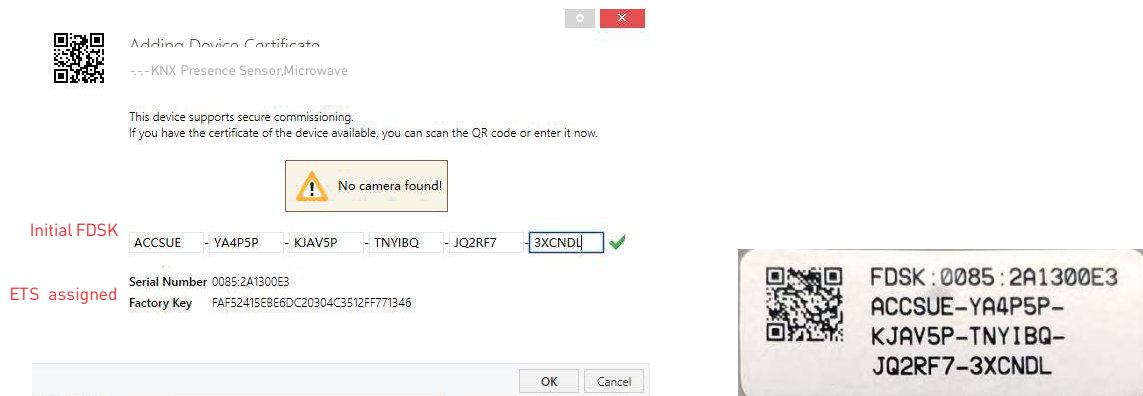 Adding Device Certificate
-.-.-KNX Presence Sensor,Microwave
This device supports secure commissioning.
If you have the certificate of the device available, you can scan the QR code or enter it now.
No camera found!
Initial FDSK
ACCSUE - YA4P5P - KJAV5P - TNYIBQ - JQ2RF7 - 3XCNDL
Serial Number 0085:2A1300E3
ETS assigned
Factory Key FAF52415EBE6DC20304C3512FF771346
OK Cancel
FDSK:0085:2A1300E3
ACCSUE-YA4P5P-
KJAV5P-TNYIBQ-
JQ2RF7-3XCNDL